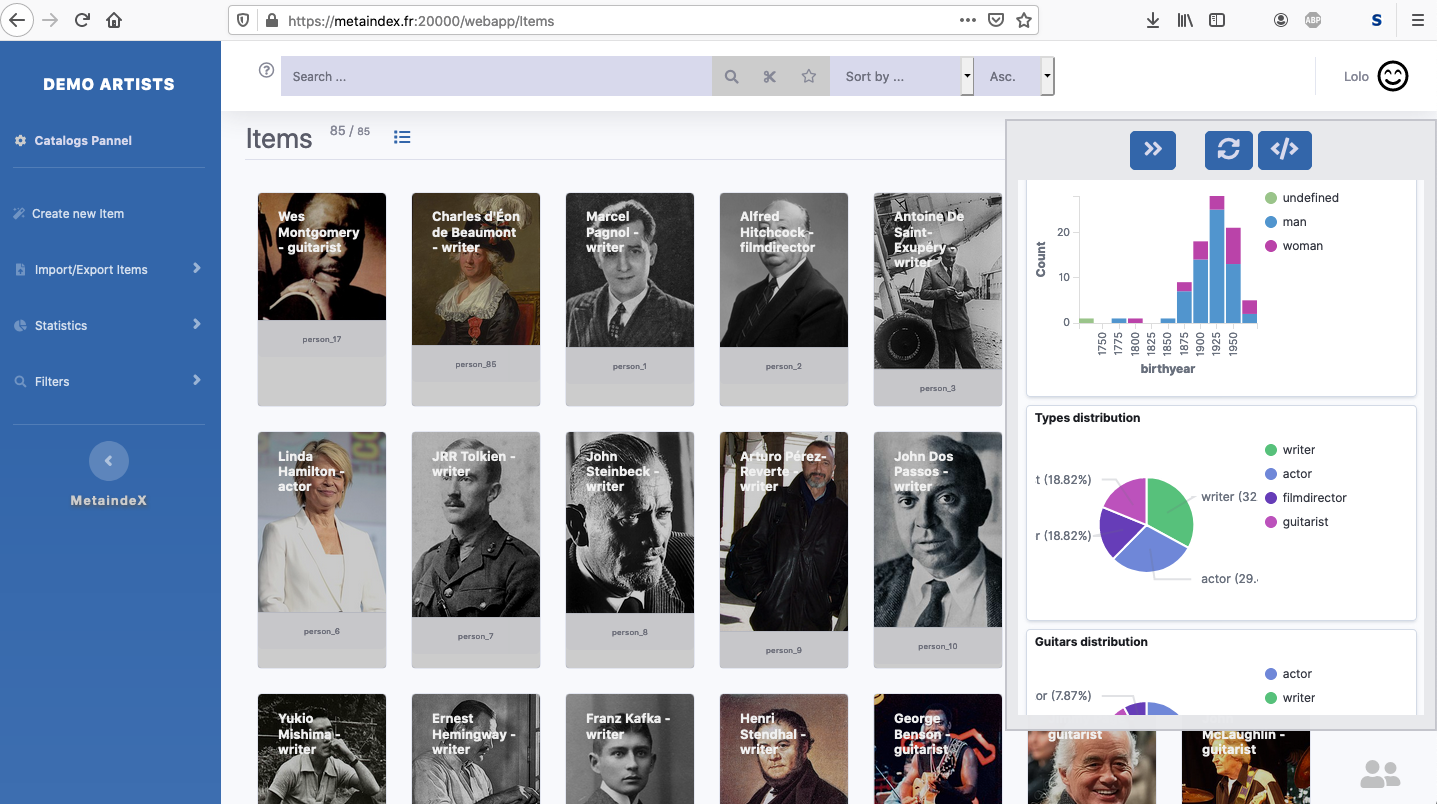 https://metaindex.fr:20000/webapp/Items
ABP
S
DEMO ARTISTS
Catalogs Pannel
Create new Item
Import/Export Items
Statistics
Filters
MetaindeX
Search ...
Sort by ...
Asc.
Lolo
Items 85 / 85
Wes
Montgomery
- guitarist
person_17
Charles d'Éon
de Beaumont
- writer
person_85
Marcel
Pagnol -
writer
person_1
Alfred
Hitchcock -
filmdirector
person_2
Antoine De
Saint-
Exupéry -
writer
person_3
Linda
Hamilton -
actor
person_6
JRR Tolkien -
writer
person_7
John
Steinbeck -
writer
person_8
Arturo Pérez-
Reverte -
writer
person_9
John Dos
Passos -
writer
person_10
Yukio
Mishima -
writer
Ernest
Hemingway -
writer
Franz Kafka -
writer
Henri
Stendhal -
writer
George
Benson -
guitarist
guitarist
McLaughlin -
guitarist
Count
20
10
0
1750
1775
1800
1825
1850
1875
1900
1925
1950
birthyear
undefined
man
woman
Types distribution
t (18.82%)
r (18.82%)
writer (32
actor (29.
writer
actor
filmdirector
guitarist
Guitars distribution
or (7.87%)
actor
writer